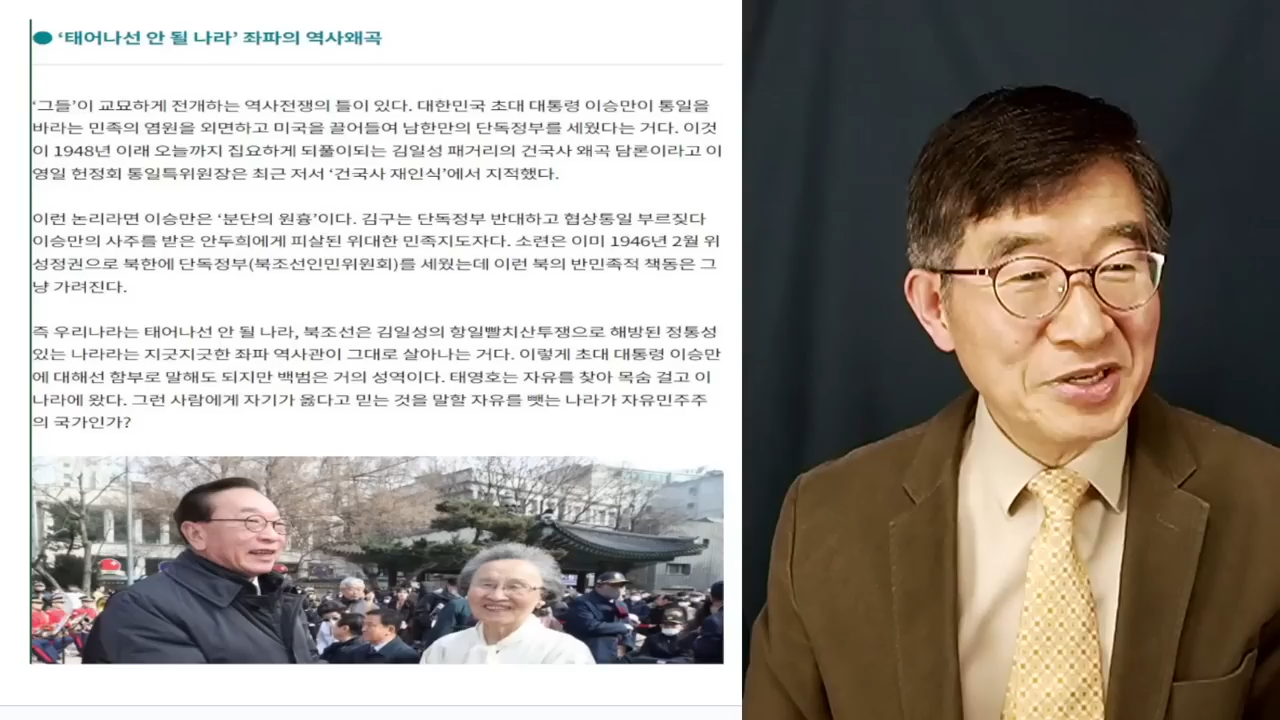 ● ‘태어나선 안 될 나라’ 좌파의 역사왜곡
‘그들’이 교묘하게 전개하는 역사전쟁의 틀이 있다. 대한민국 초대 대통령 이승만이 통일을
바라는 민족의 염원을 외면하고 미국을 끌어들여 남한만의 단독정부를 세웠다는 거다. 이것
이 1948년 이래 오늘까지 집요하게 되풀이되는 김일성 패거리의 건국사 왜곡 담론이라고 이
영일 헌정회 통일특위원장은 최근 저서 ‘건국사 재인식’에서 지적했다.
이런 논리라면 이승만은 ‘분단의 원흉’이다. 김구는 단독정부 반대하고 협상통일 부르짖다
이승만의 사주를 받은 안두희에게 피살된 위대한 민족지도자다. 소련은 이미 1946년 2월 위
성정권으로 북한에 단독정부(북조선인민위원회)를 세웠는데 이런 북의 반민족적 책동은 그
냥 가려진다.
즉 우리나라는 태어나선 안 될 나라, 북조선은 김일성의 항일빨치산투쟁으로 해방된 정통성
있는 나라라는 지긋지긋한 좌파 역사관이 그대로 살아나는 거다. 이렇게 초대 대통령 이승만
에 대해선 함부로 말해도 되지만 백범은 거의 성역이다. 태영호는 자유를 찾아 목숨 걸고 이
나라에 왔다. 그런 사람에게 자기가 옳다고 믿는 것을 말할 자유를 뺏는 나라가 자유민주주
의 국가인가?